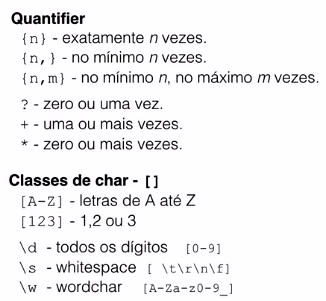 Quantifier
{n} - exatamente n vezes.
{n,} - no mínimo n vezes.
{n,m} - no mínimo n, no máximo m vezes.
? - zero ou uma vez.
+ - uma ou mais vezes.
* - zero ou mais vezes.
Classes de char - []
[A-Z] - letras de A até Z
[123] - 1,2 ou 3
\d - todos os dígitos [0-9]
\s - whitespace [ \t\r\n\f]
\w - wordchar [A-Za-z0-9_]